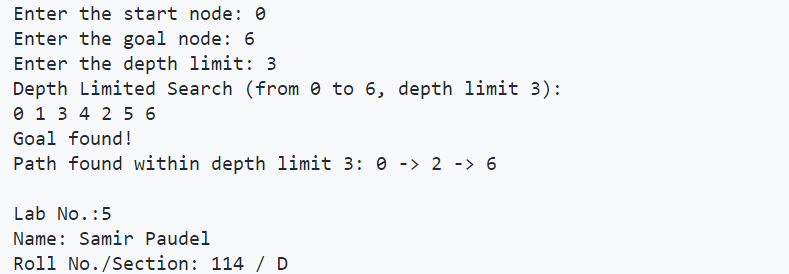 Enter the start node: 0
Enter the goal node: 6
Enter the depth limit: 3
Depth Limited Search (from 0 to 6, depth limit 3):
0 1 3 4 2 5 6
Goal found!
Path found within depth limit 3: 0 -> 2 -> 6
Lab No.:5
Name: Samir Paudel
Roll No./Section: 114 / D